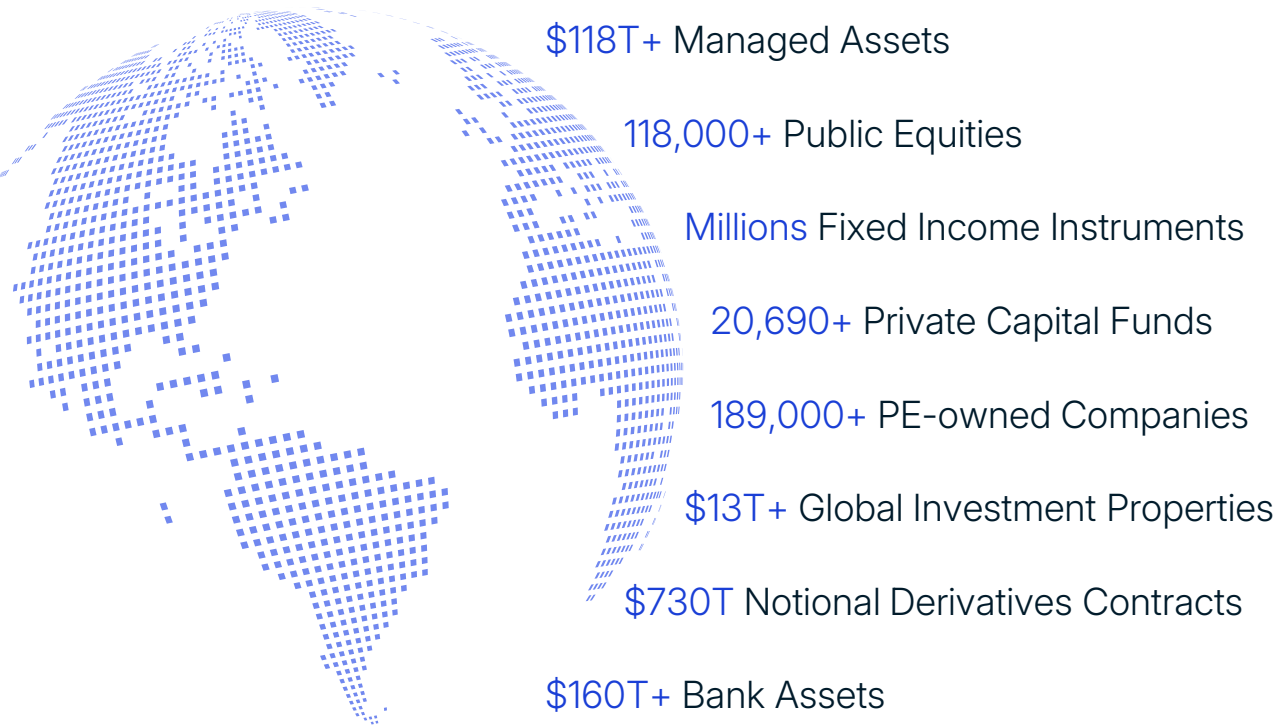 $118T+ Managed Assets
118,000+ Public Equities
Millions Fixed Income Instruments
20,690+ Private Capital Funds
189,000+ PE-owned Companies
$13T+ Global Investment Properties
$730T Notional Derivatives Contracts
$160T+ Bank Assets